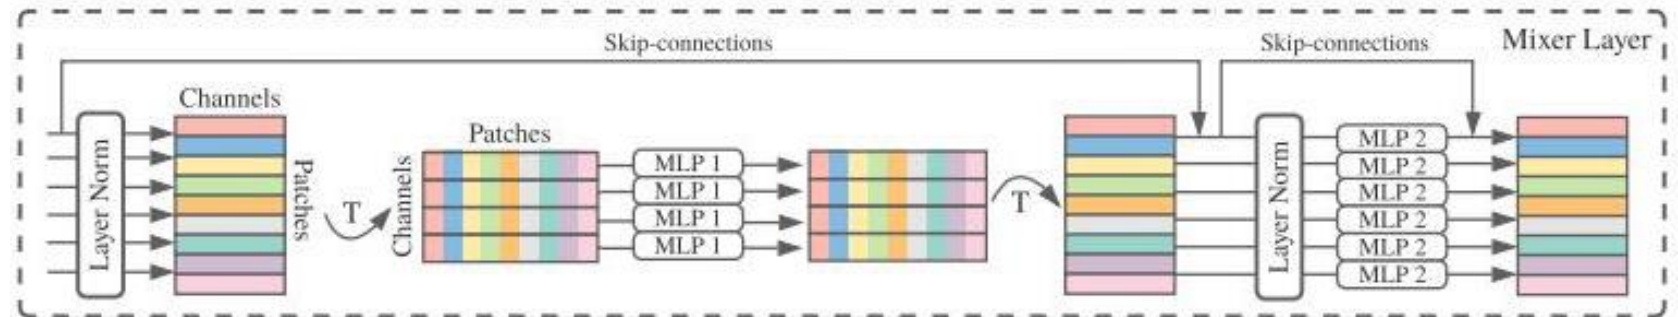 Skip-connections
Skip-connections
Mixer Layer
Channels
Layer Norm
Patches
T
Patches
Channels
MLP 1
MLP 1
MLP 1
MLP 1
T
Layer Norm
MLP 2
MLP 2
MLP 2
MLP 2
MLP 2
MLP 2